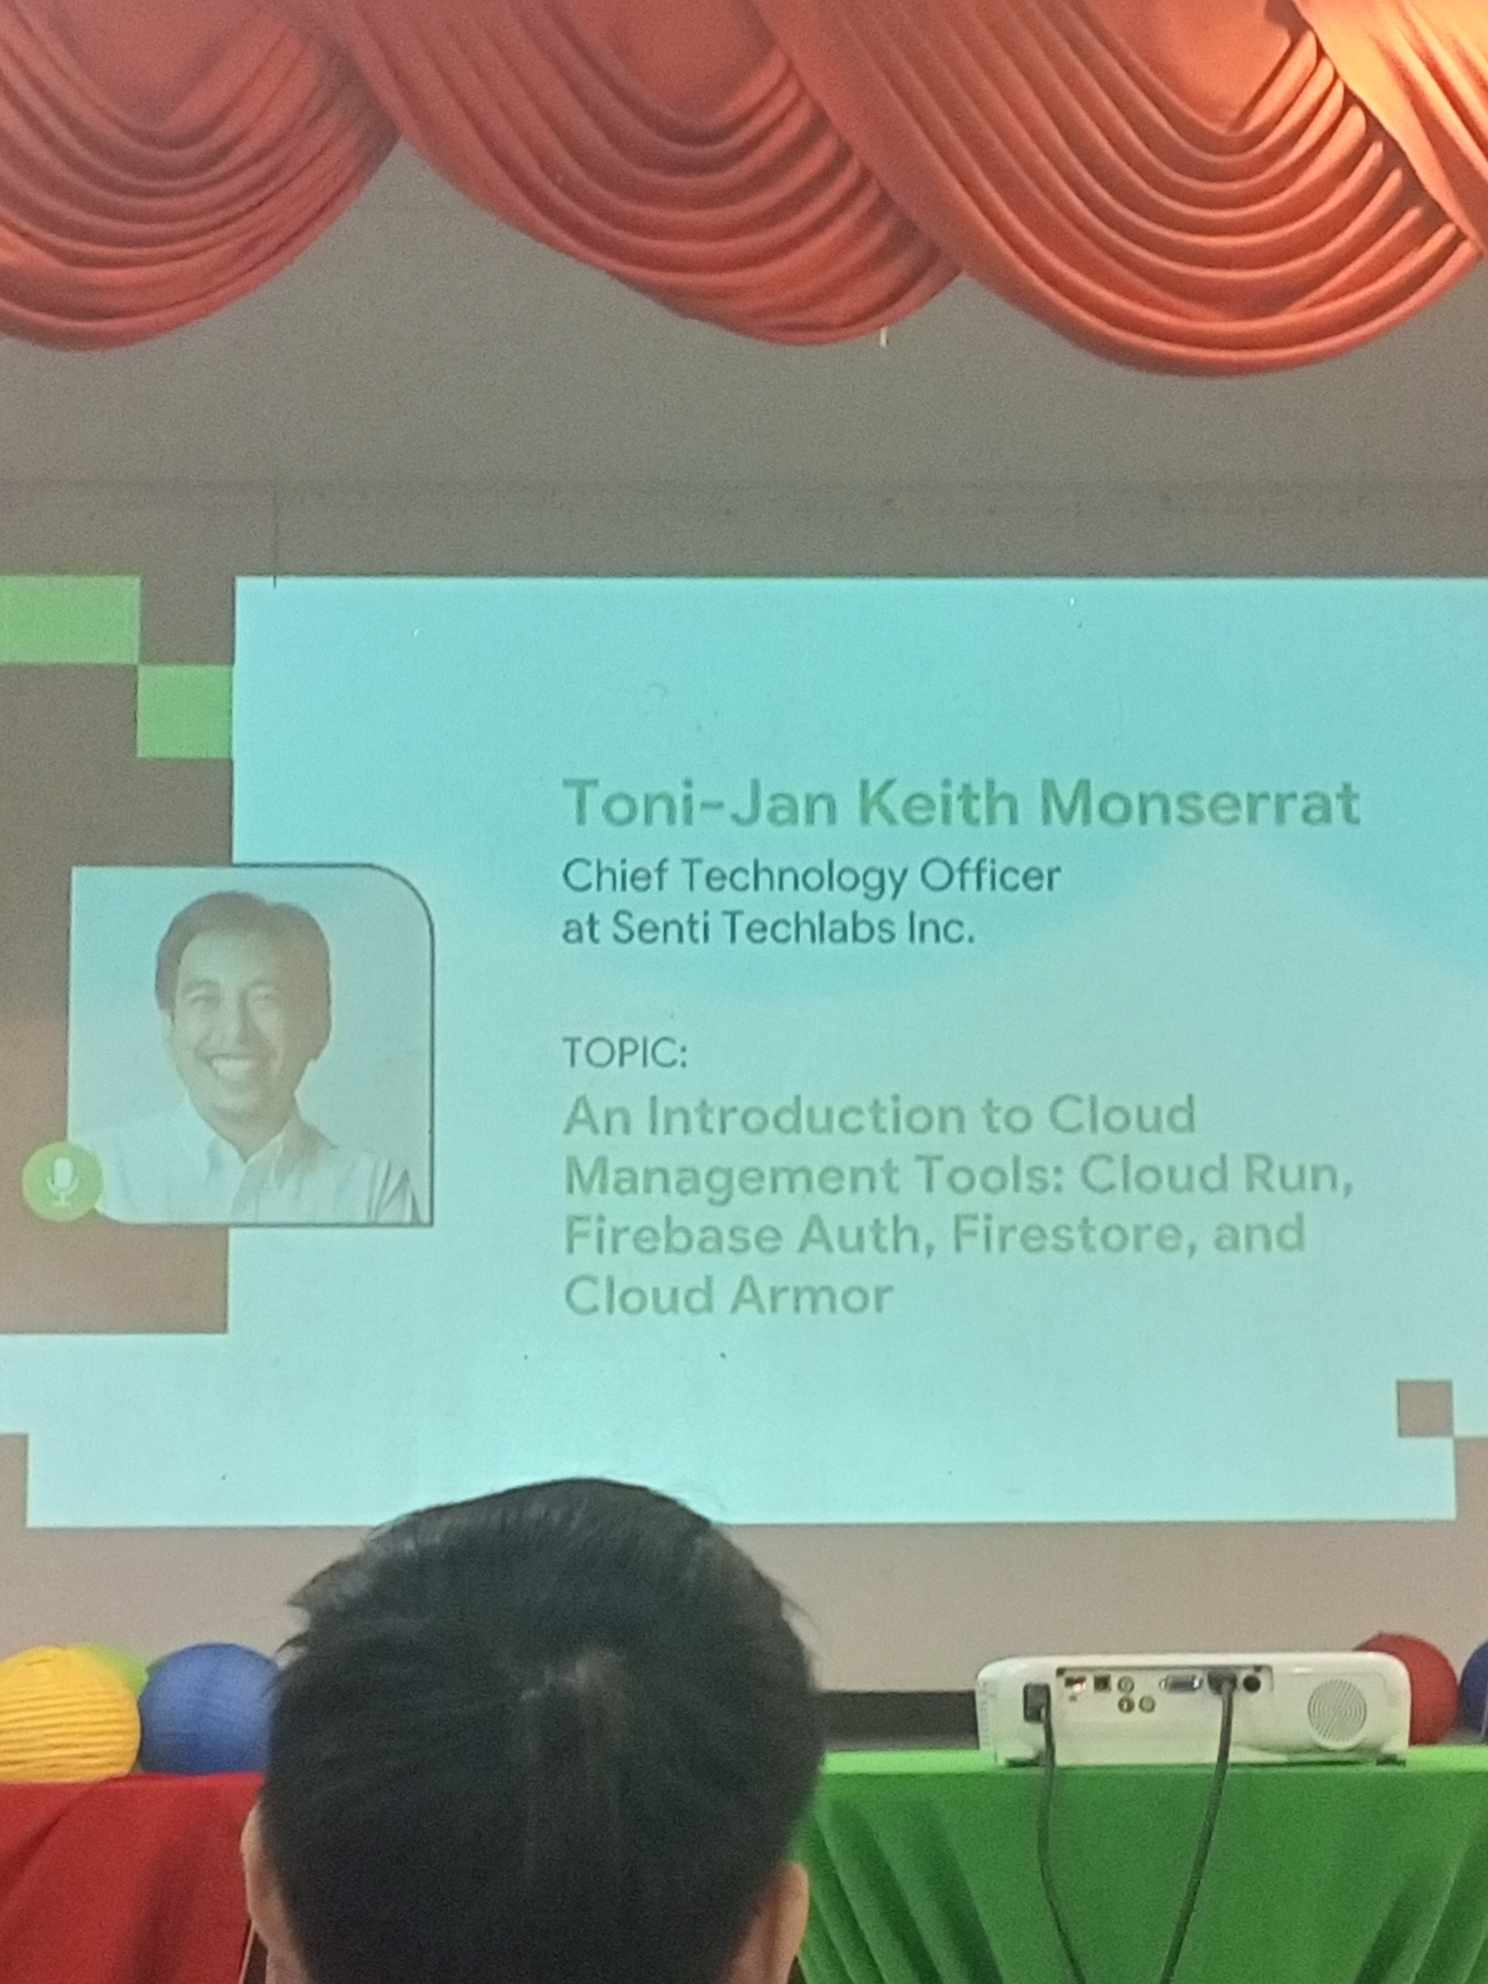 Toni-Jan Keith Monserrat
Chief Technology Officer
at Senti Techlabs Inc.
TOPIC:
An Introduction to Cloud
Management Tools: Cloud Run,
Firebase Auth, Firestore, and
Cloud Armor